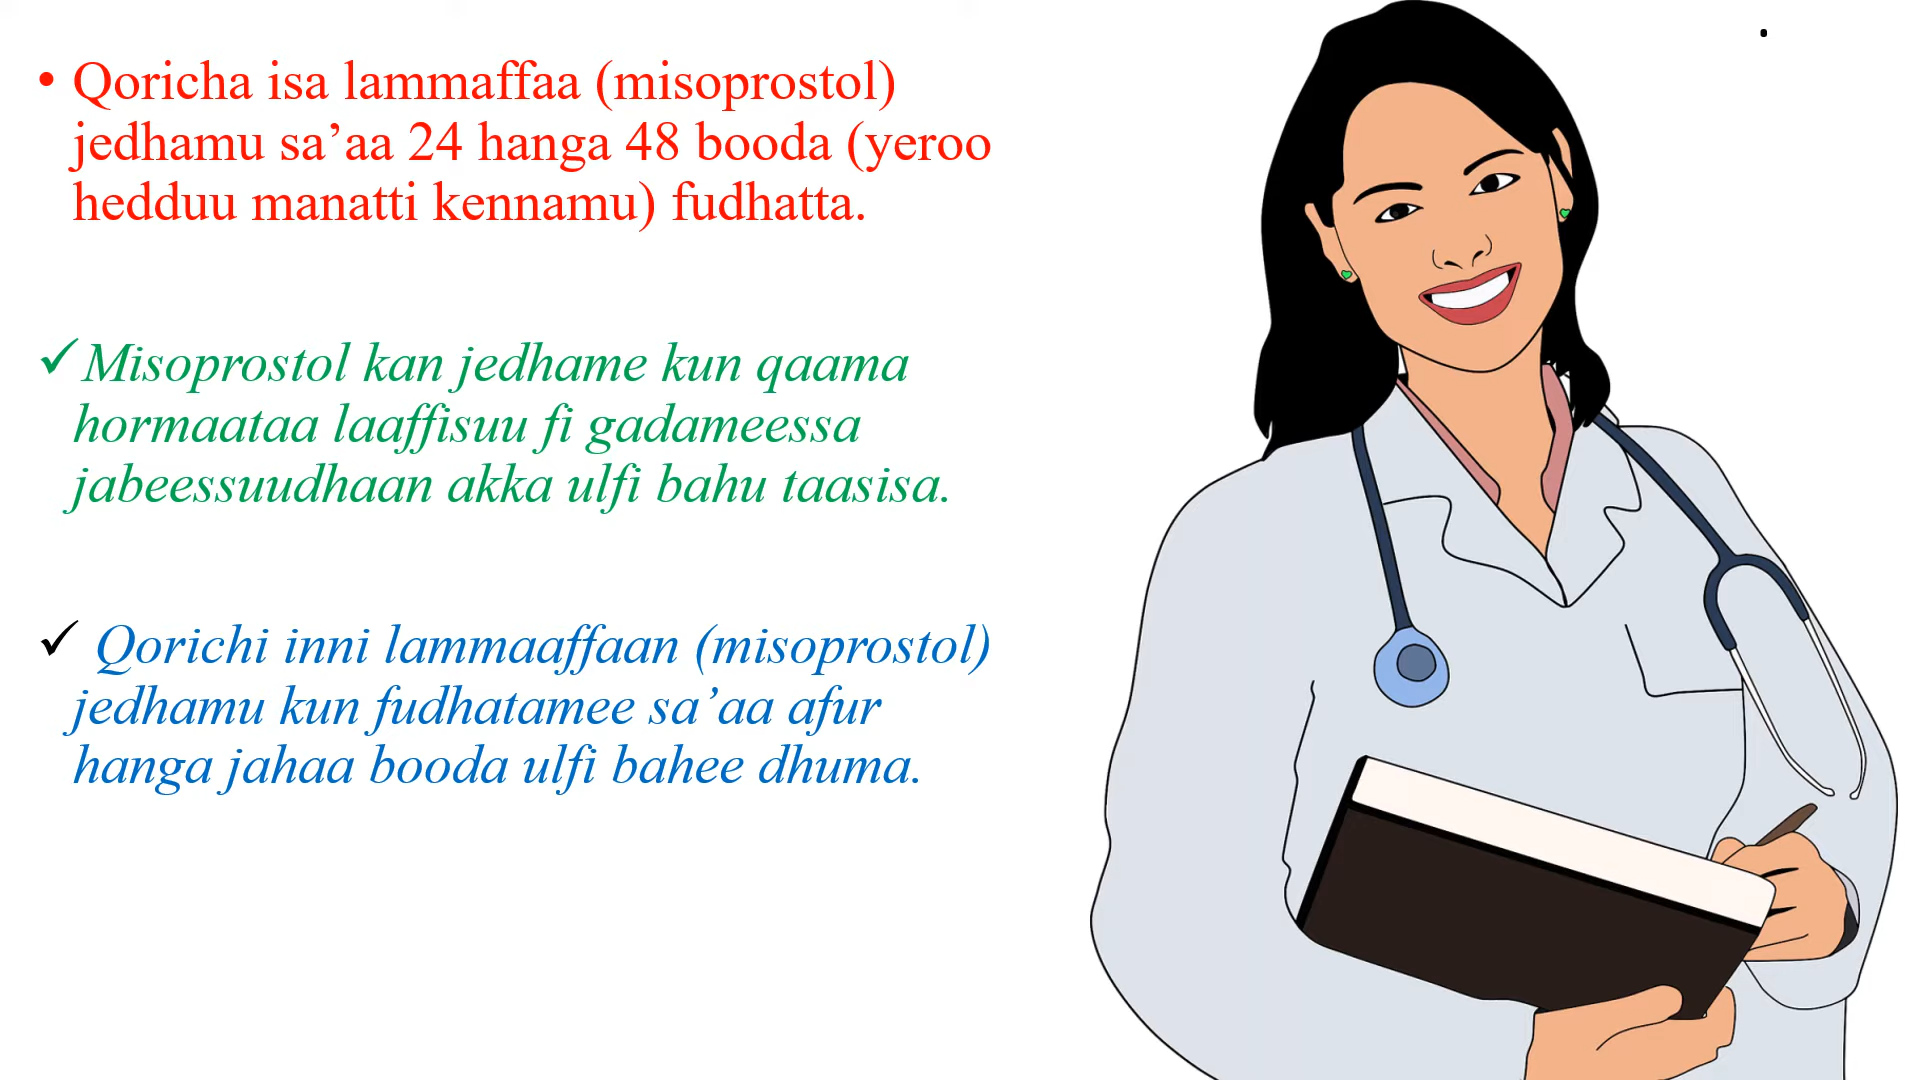 • Qoricha isa lammaffaa (misoprostol)
jedhamu sa’aa 24 hanga 48 booda (yeroo
hedduu manatti kennamu) fudhatta.
✓Misoprostol kan jedhame kun qaama
hormaataa laaffisuu fi gadameessa
jabeessuudhaan akka ulfi bahu taasisa.
✓ Qorichi inni lammaaffaan (misoprostol)
jedhamu kun fudhatamee sa’aa afur
hanga jahaa booda ulfi bahee dhuma.